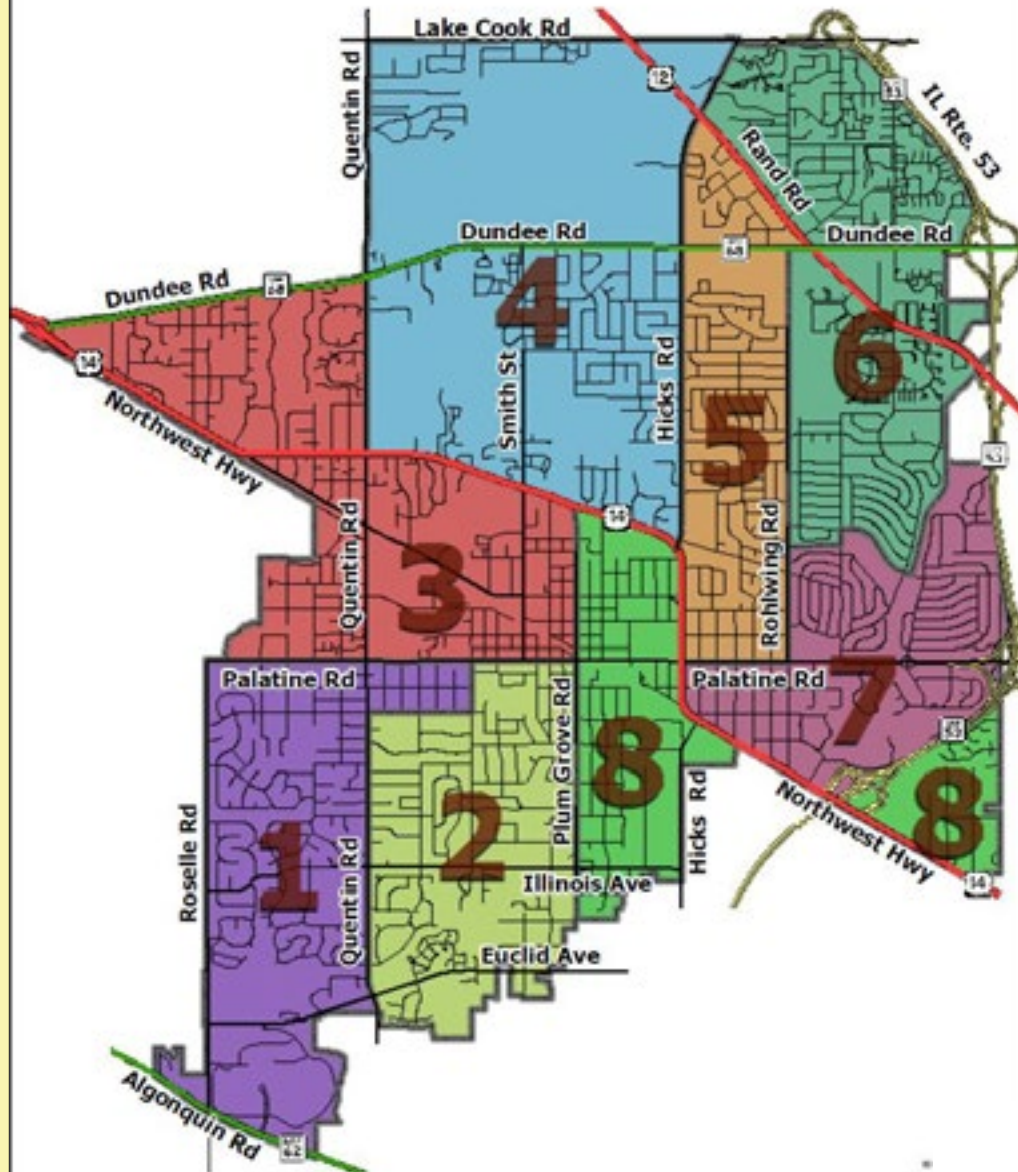 Lake Cook Rd
Quentin Rd
12
53
IL Rte. 53
Rand Rd
Dundee Rd
68
Dundee Rd
Dundee Rd
68
4
14
Northwest Hwy
Smith St
Hicks Rd
5
6
14
Quentin Rd
3
Rohlwing Rd
Palatine Rd
Palatine Rd
7
Plum Grove Rd
8
53
Roselle Rd
1
2
Quentin Rd
Hicks Rd
Northwest Hwy
8
14
Illinois Ave
Euclid Ave
Algonquin Rd
62